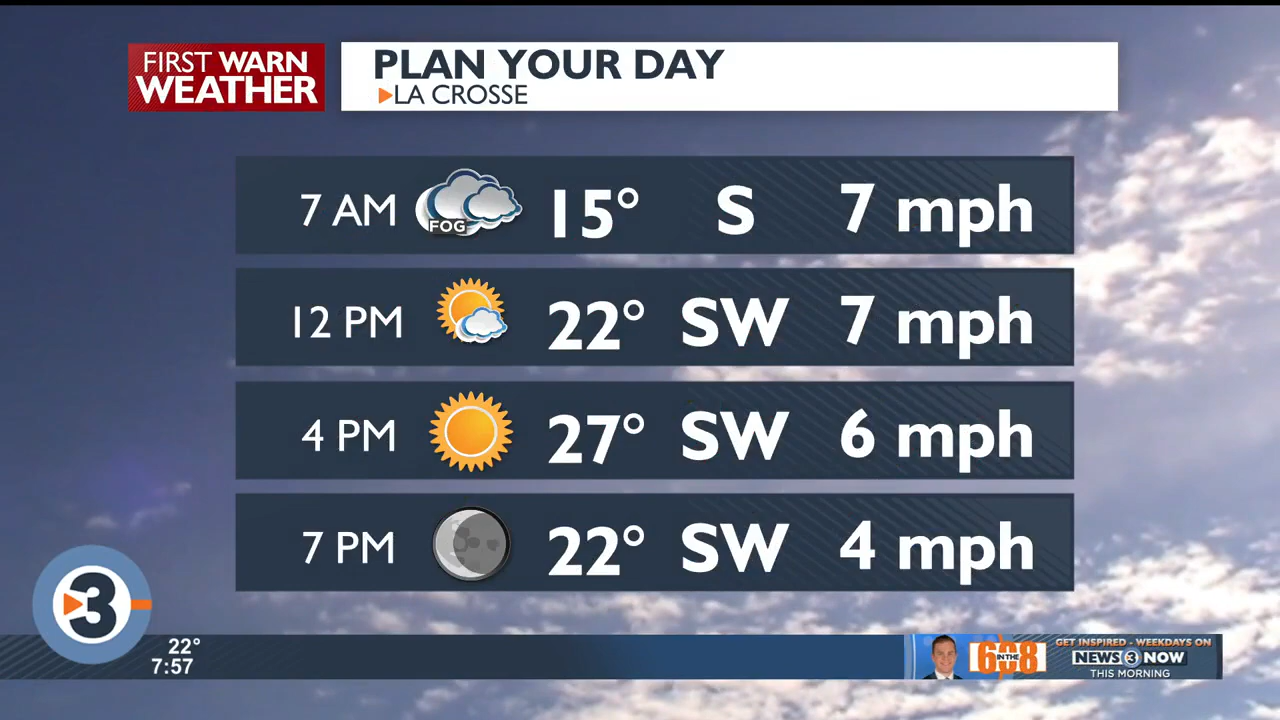 FIRST WARN
WEATHER
PLAN YOUR DAY
LA CROSSE
7 AM FOG 15° S 7 mph
12 PM 22° SW 7 mph
4 PM 27° SW 6 mph
7 PM 22° SW 4 mph
3
22°
7:57
IN THE
608
GET INSPIRED - WEEKDAYS ON
NEWS 3 NOW
THIS MORNING